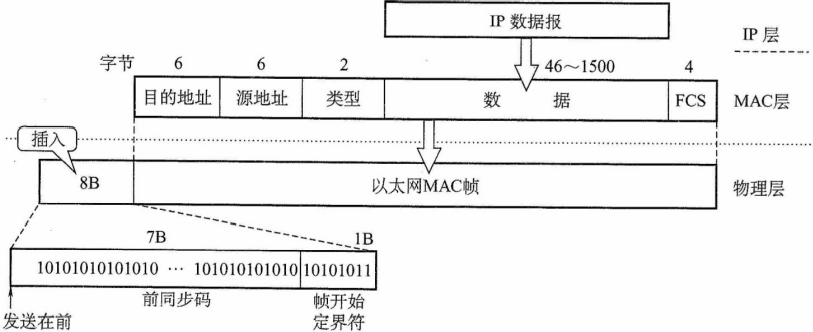 IP 数据报
IP 层
字节 6 6 2 46～1500 4
目的地址 源地址 类型 数 据 FCS MAC层
插入
8B 以太网MAC帧 物理层
7B 1B
10101010101010 … 101010101010 10101011
前同步码 帧开始
发送在前 定界符